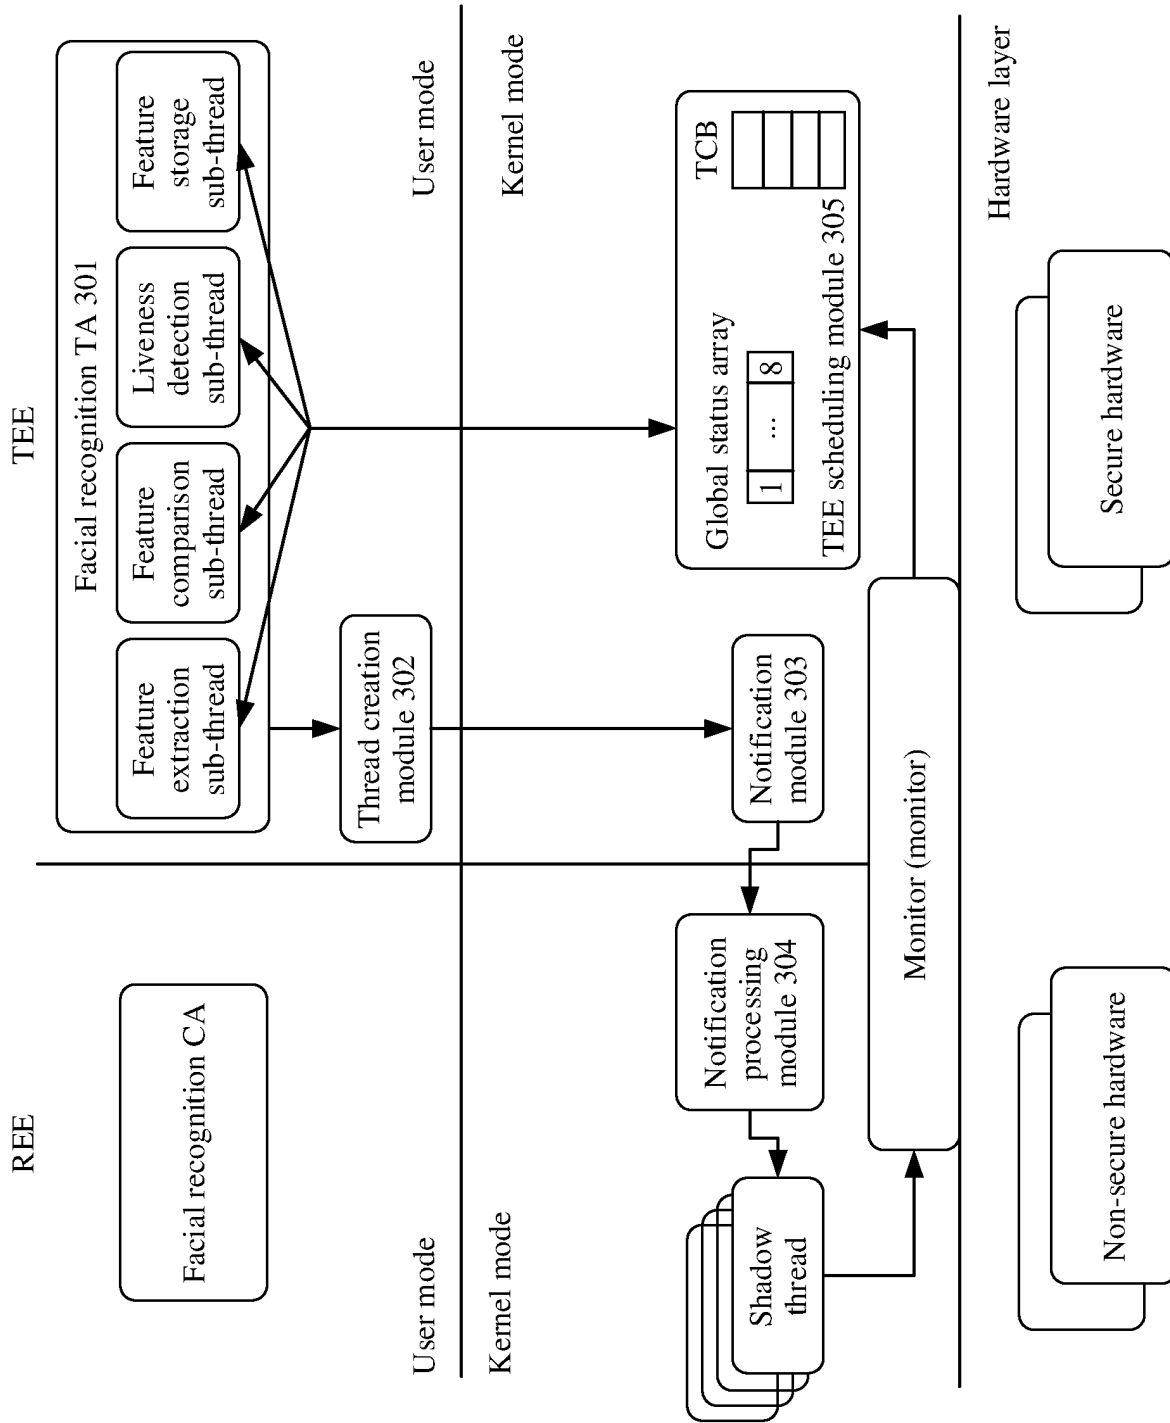 REE
TEE
Facial recognition CA
Facial recognition TA 301
Feature
extraction
sub-thread
Feature
comparison
sub-thread
Liveness
detection
sub-thread
Feature
storage
sub-thread
Thread creation
module 302
User mode
User mode
Kernel mode
Kernel mode
Shadow
thread
Notification
processing
module 304
Notification
module 303
Global status array
1
...
8
TCB
TEE scheduling module 305
Monitor (monitor)
Hardware layer
Non-secure hardware
Secure hardware